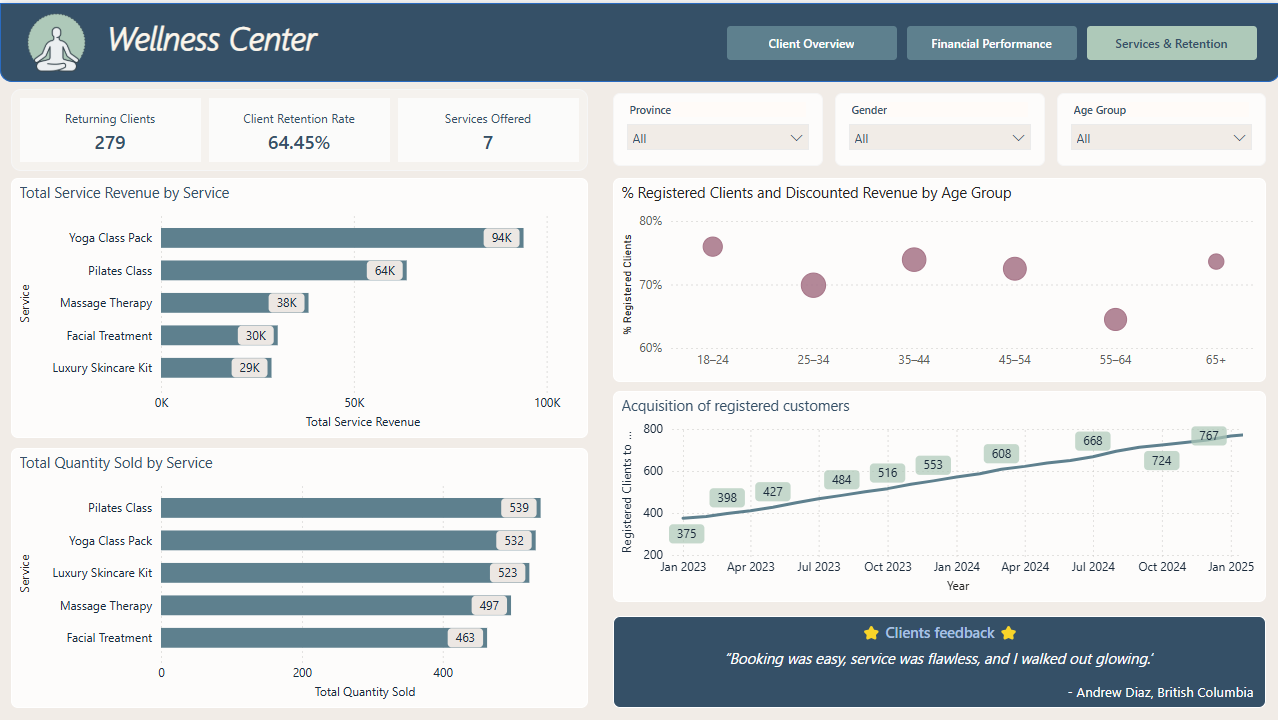 Wellness Center
Client Overview
Financial Performance
Services & Retention
Returning Clients
279
Client Retention Rate
64.45%
Services Offered
7
Province
All
Gender
All
Age Group
All
Total Service Revenue by Service
Service
Yoga Class Pack
94K
Pilates Class
64K
Massage Therapy
38K
Facial Treatment
30K
Luxury Skincare Kit
29K
0K
50K
100K
Total Service Revenue
Total Quantity Sold by Service
Service
Pilates Class
539
Yoga Class Pack
532
Luxury Skincare Kit
523
Massage Therapy
497
Facial Treatment
463
0
200
400
Total Quantity Sold
% Registered Clients and Discounted Revenue by Age Group
% Registered Clients
80%
70%
60%
18–24
25–34
35–44
45–54
55–64
65+
Acquisition of registered customers
Registered Clients to ...
800
600
400
200
375
398
427
484
516
553
608
668
724
767
Jan 2023
Apr 2023
Jul 2023
Oct 2023
Jan 2024
Apr 2024
Jul 2024
Oct 2024
Jan 2025
Year
Clients feedback
"Booking was easy, service was flawless, and I walked out glowing.'
- Andrew Diaz, British Columbia